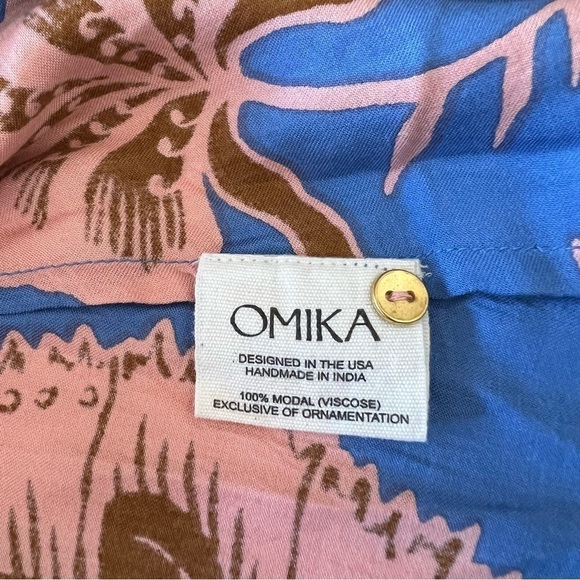 OMIKA
DESIGNED IN THE USA
HANDMADE IN INDIA
100% MODAL (VISCOSE)
EXCLUSIVE OF ORNAMENTATION